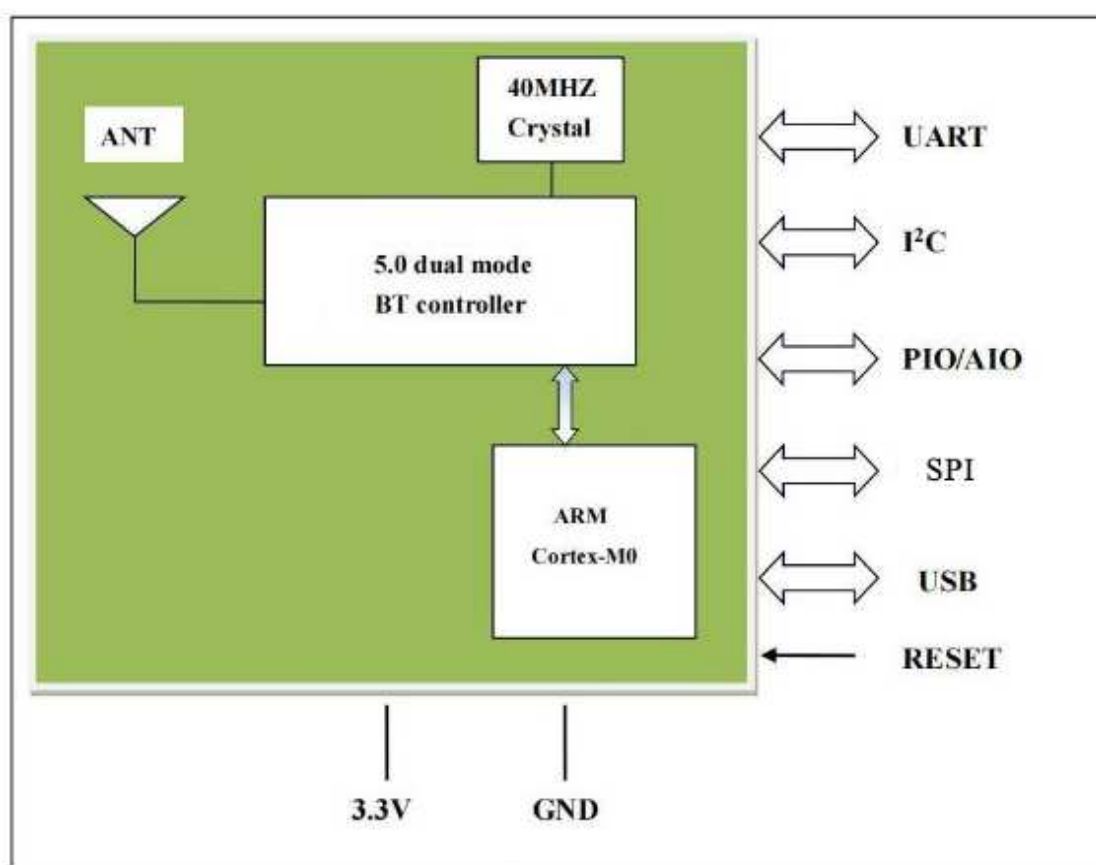 40MHZ
Crystal
ANT
UART
I²C
5.0 dual mode
BT controller
PIO/AIO
SPI
ARM
Cortex-M0
USB
RESET
3.3V
GND